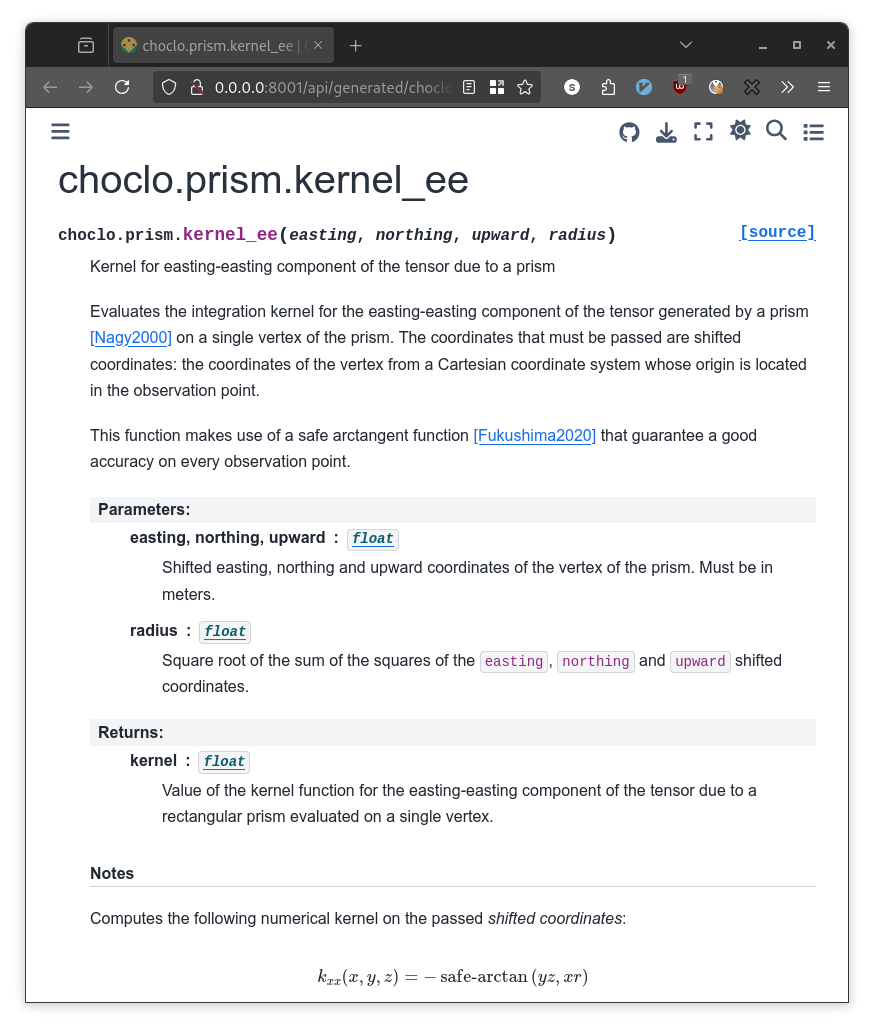 choclo.prism.kernel_ee |
0.0.0.0:8001/api/generated/choclo
S
1
choclo.prism.kernel_ee
choclo.prism.kernel_ee(easting, northing, upward, radius)
[source]
Kernel for easting-easting component of the tensor due to a prism
Evaluates the integration kernel for the easting-easting component of the tensor generated by a prism
[Nagy2000] on a single vertex of the prism. The coordinates that must be passed are shifted
coordinates: the coordinates of the vertex from a Cartesian coordinate system whose origin is located
in the observation point.
This function makes use of a safe arctangent function [Fukushima2020] that guarantee a good
accuracy on every observation point.
Parameters:
easting, northing, upward : float
Shifted easting, northing and upward coordinates of the vertex of the prism. Must be in
meters.
radius : float
Square root of the sum of the squares of the easting, northing and upward shifted
coordinates.
Returns:
kernel : float
Value of the kernel function for the easting-easting component of the tensor due to a
rectangular prism evaluated on a single vertex.
Notes
Computes the following numerical kernel on the passed shifted coordinates:
kxx(x, y, z) = − safe-arctan (yz, xr)